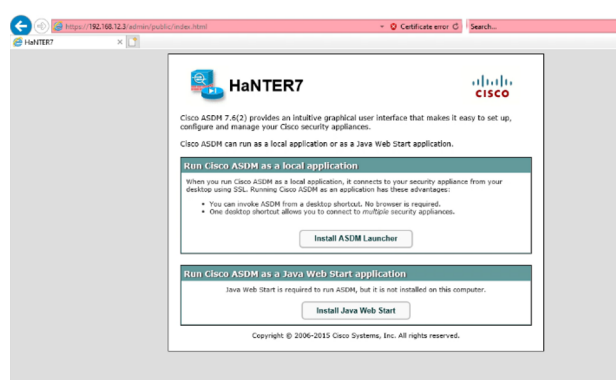 https://192.168.12.3/admin/public/index.html
Certificate error
Search...
HaNTER7
HaNTER7
CISCO
Cisco ASDM 7.6(2) provides an intuitive graphical user interface that makes it easy to set up,
configure and manage your Cisco security appliances.
Cisco ASDM can run as a local application or as a Java Web Start application.
Run Cisco ASDM as a local application
When you run Cisco ASDM as a local application, it connects to your security appliance from your
desktop using SSL. Running Cisco ASDM as an application has these advantages:
• You can invoke ASDM from a desktop shortcut. No browser is required.
• One desktop shortcut allows you to connect to multiple security appliances.
Install ASDM Launcher
Run Cisco ASDM as a Java Web Start application
Java Web Start is required to run ASDM, but it is not installed on this computer.
Install Java Web Start
Copyright © 2006-2015 Cisco Systems, Inc. All rights reserved.